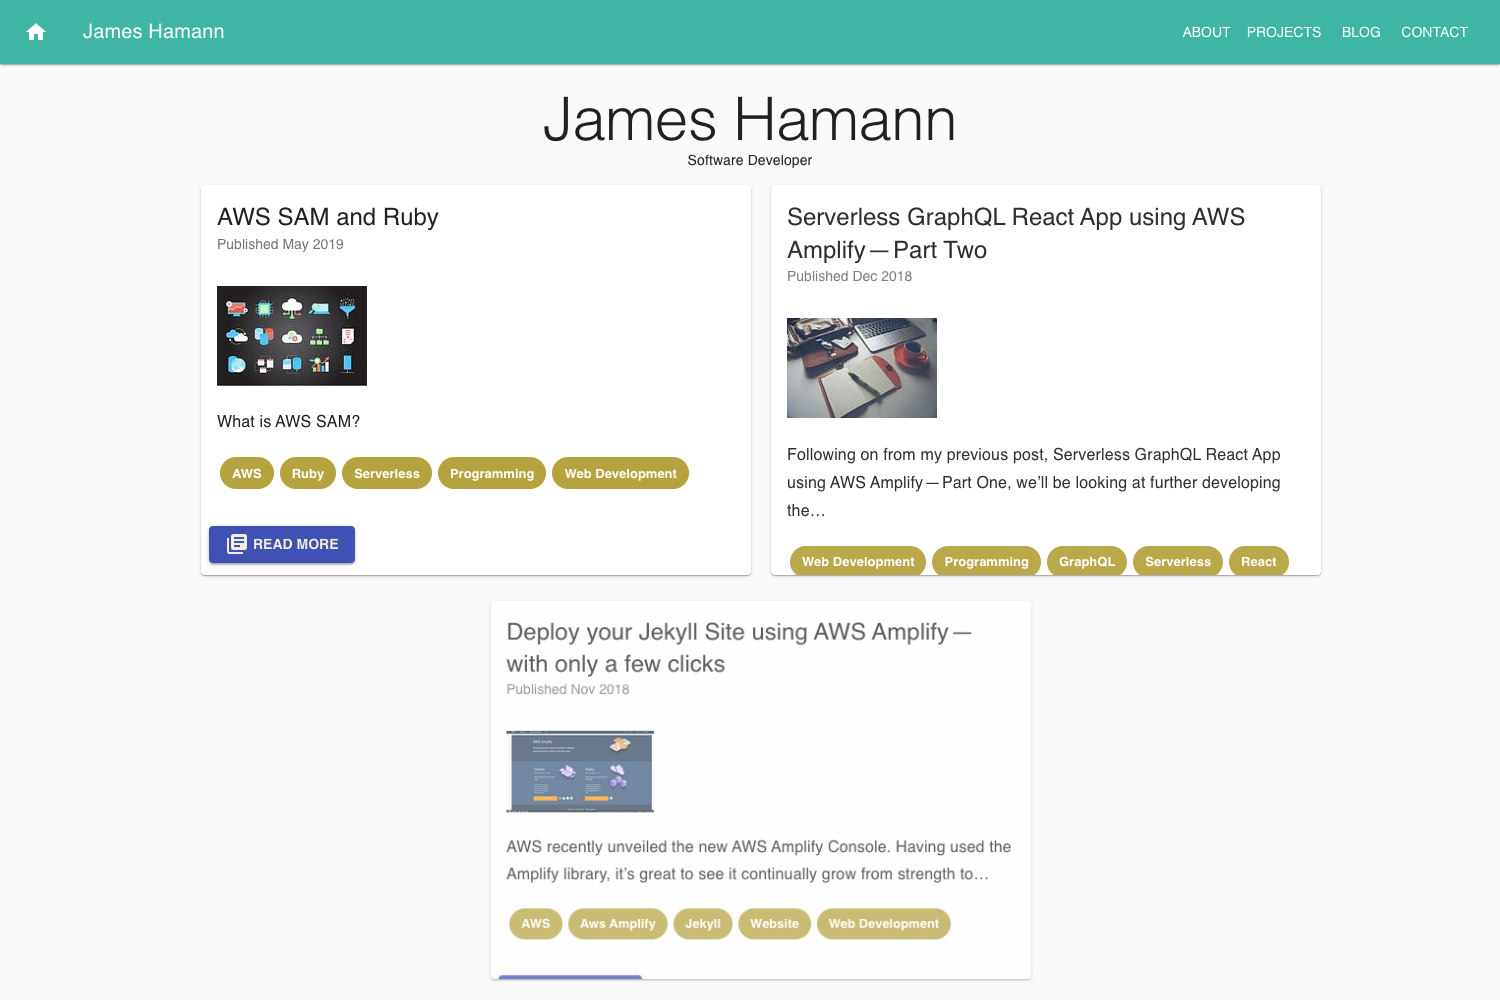 James Hamann
ABOUT PROJECTS BLOG CONTACT
James Hamann
Software Developer
AWS SAM and Ruby
Published May 2019
What is AWS SAM?
AWS Ruby Serverless Programming Web Development
READ MORE
Serverless GraphQL React App using AWS
Amplify — Part Two
Published Dec 2018
Following on from my previous post, Serverless GraphQL React App
using AWS Amplify — Part One, we’ll be looking at further developing
the…
Web Development Programming GraphQL Serverless React
Deploy your Jekyll Site using AWS Amplify —
with only a few clicks
Published Nov 2018
AWS Amplify
AWS recently unveiled the new AWS Amplify Console. Having used the
Amplify library, it’s great to see it continually grow from strength to…
AWS Aws Amplify Jekyll Website Web Development